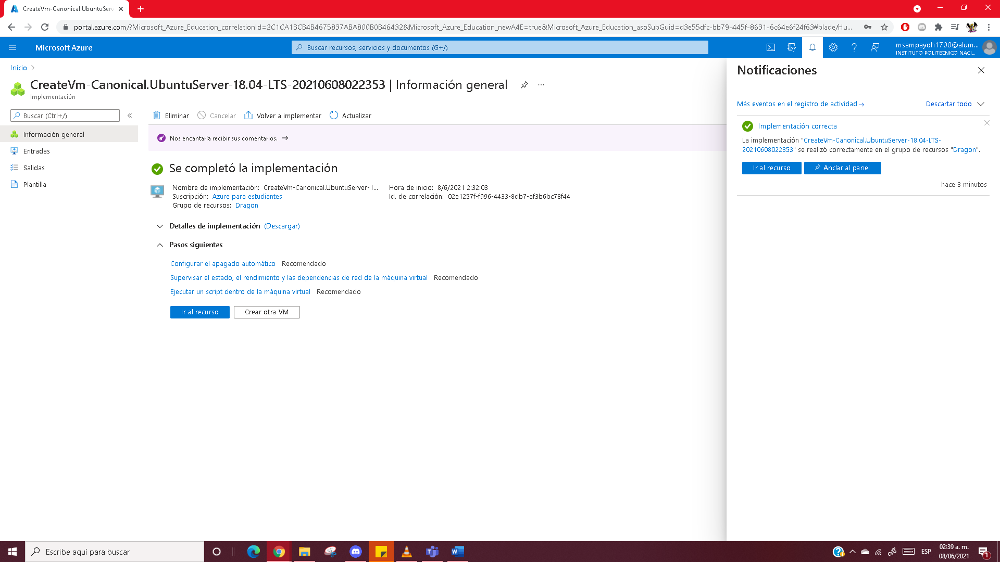 CreateVm-Canonical.UbuntuServ
portal.azure.com/?Microsoft_Azure_Education_correlationId=2C1CA1BCB4B4675837ABA800B0B46432&Microsoft_Azure_Education_newA4E=true&Microsoft_Azure_Education_asoSubGuid=d3e55dfc-bb79-445f-8631-6c64e6f24f63#blade/Hu...
Microsoft Azure
Buscar recursos, servicios y documentos (G+/)
msampayoh1700@alum...
INSTITUTO POLITECNICO NACI...
Inicio
CreateVm-Canonical.UbuntuServer-18.04-LTS-20210608022353 | Información general
Implementación
Buscar (Ctrl+/)
Información general
Entradas
Salidas
Plantilla
Eliminar Cancelar Volver a implementar Actualizar
Nos encantaría recibir sus comentarios. →
Se completó la implementación
Nombre de implementación: CreateVm-Canonical.UbuntuServer-1... Hora de inicio: 8/6/2021 2:32:03
Suscripción: Azure para estudiantes Id. de correlación: 02e1257f-f996-4433-8db7-af3b6bc78f44
Grupo de recursos: Dragon
Detalles de implementación (Descargar)
Pasos siguientes
Configurar el apagado automático Recomendado
Supervisar el estado, el rendimiento y las dependencias de red de la máquina virtual Recomendado
Ejecutar un script dentro de la máquina virtual Recomendado
Ir al recurso Crear otra VM
Notificaciones
Más eventos en el registro de actividad → Descartar todo
Implementación correcta
La implementación "CreateVm-Canonical.UbuntuServer-18.04-LTS-
20210608022353" se realizó correctamente en el grupo de recursos "Dragon".
Ir al recurso Anclar al panel
hace 3 minutos
Escribe aquí para buscar
ESP
02:39 a. m.
08/06/2021
1